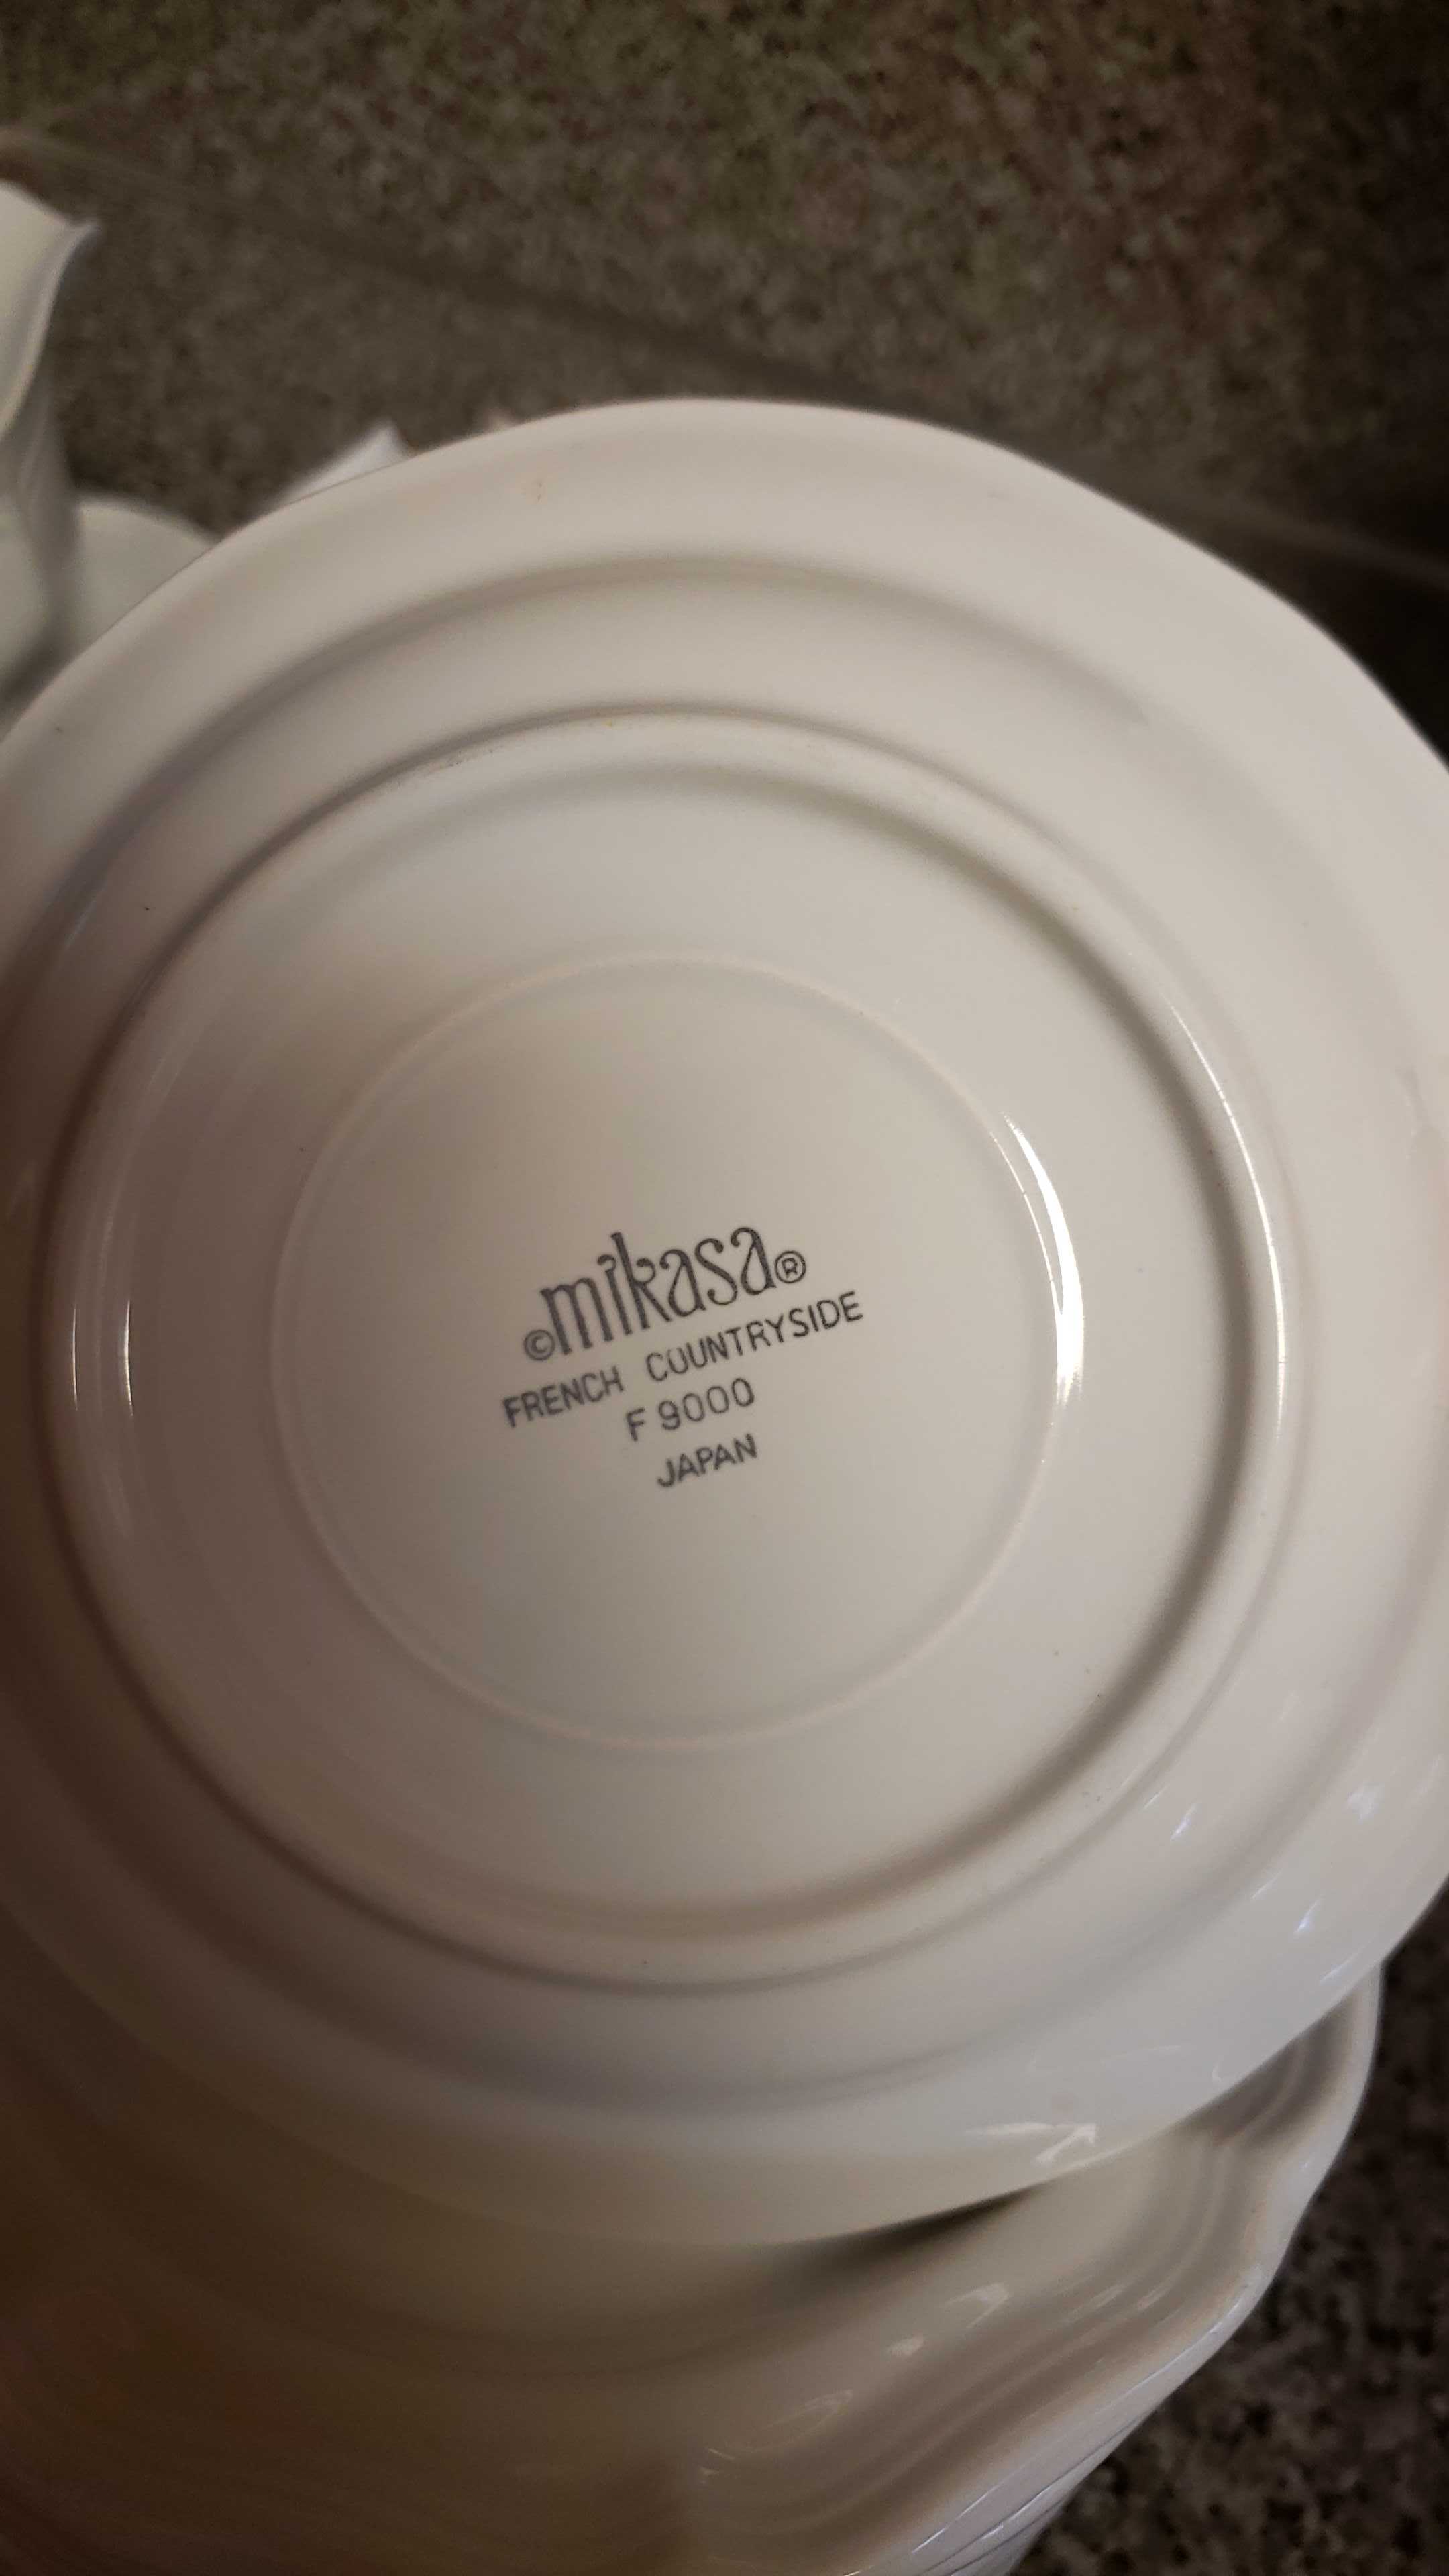 ©mikasa®
FRENCH COUNTRYSIDE
F 9000
JAPAN